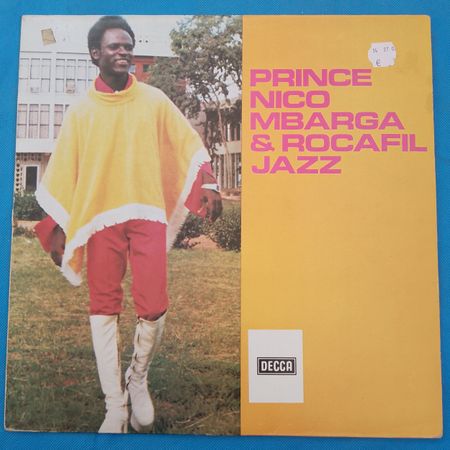 PRINCE
NICO
MBARGA
& ROCAFIL
JAZZ
€
DECCA